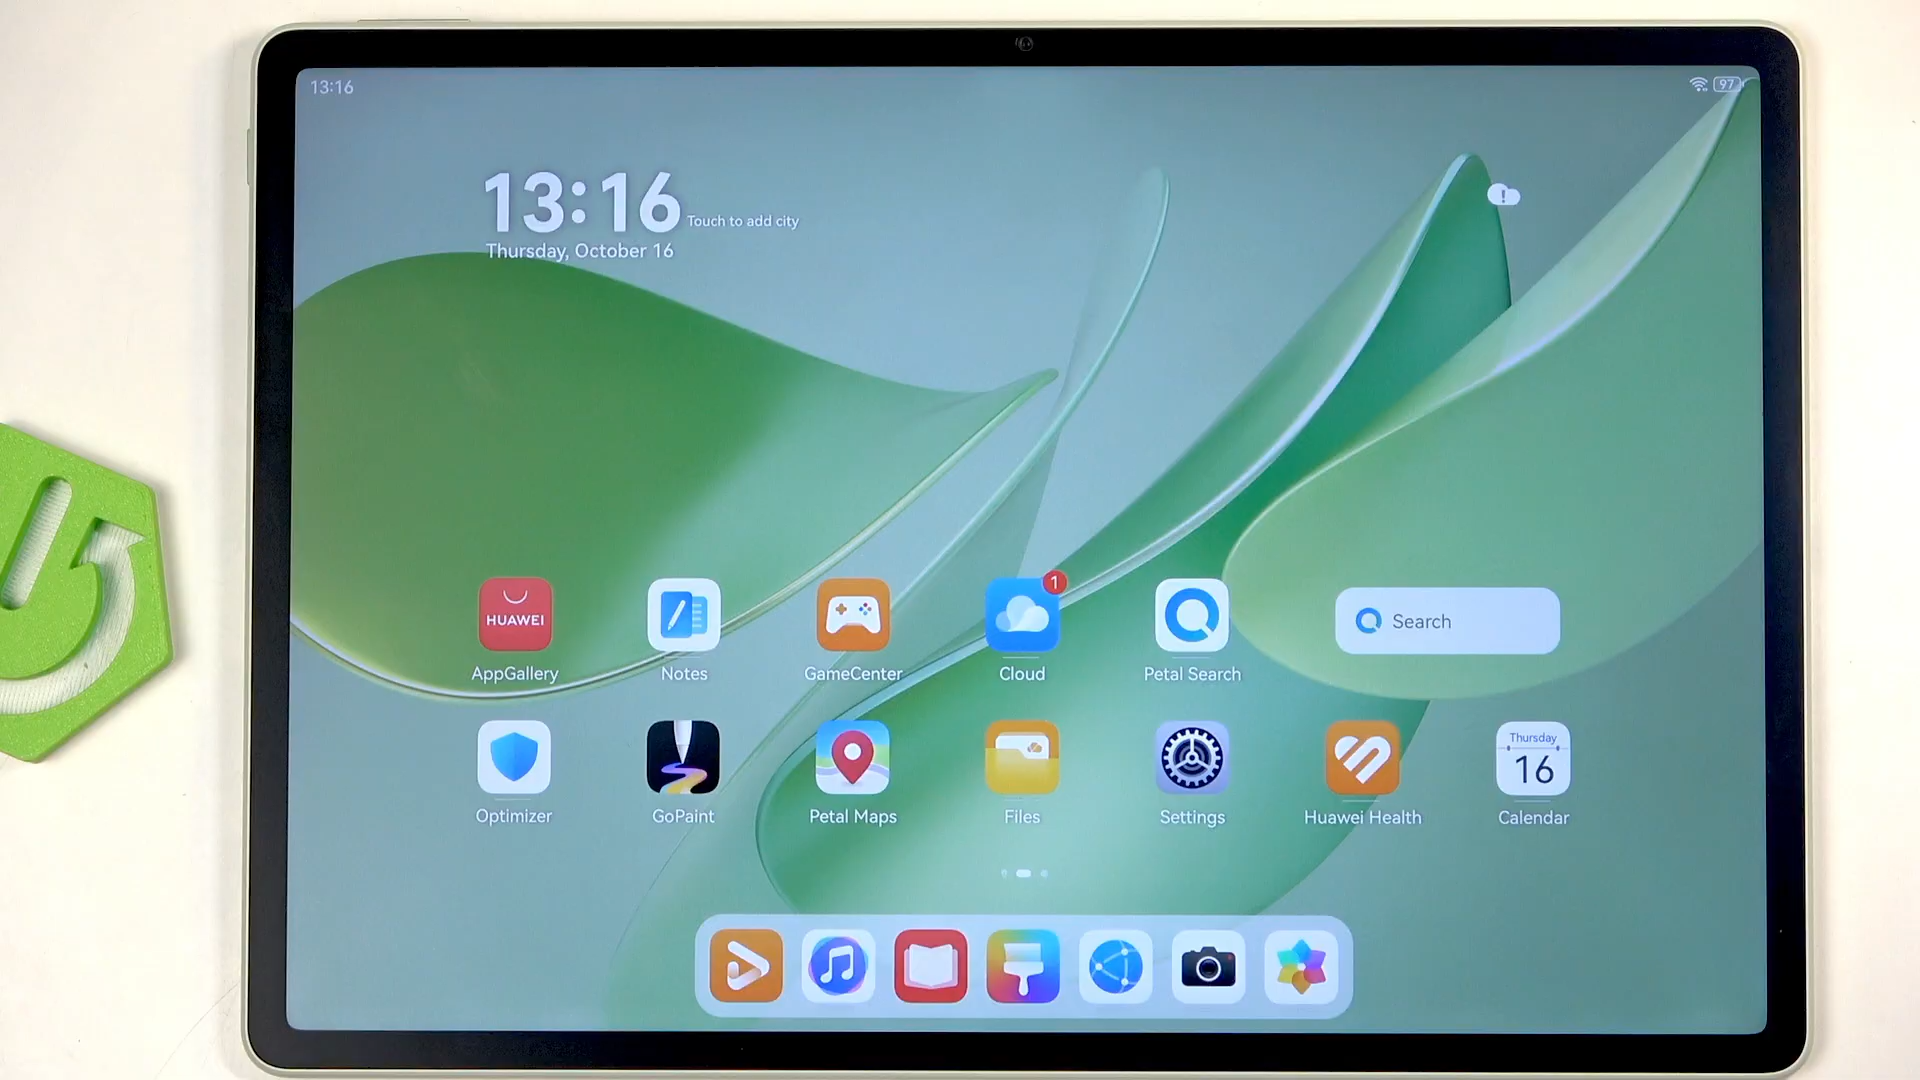 13:16
97
13:16 Touch to add city
Thursday, October 16
HUAWEI
1
Search
AppGallery
Notes
GameCenter
Cloud
Petal Search
Thursday
16
Optimizer
GoPaint
Petal Maps
Files
Settings
Huawei Health
Calendar